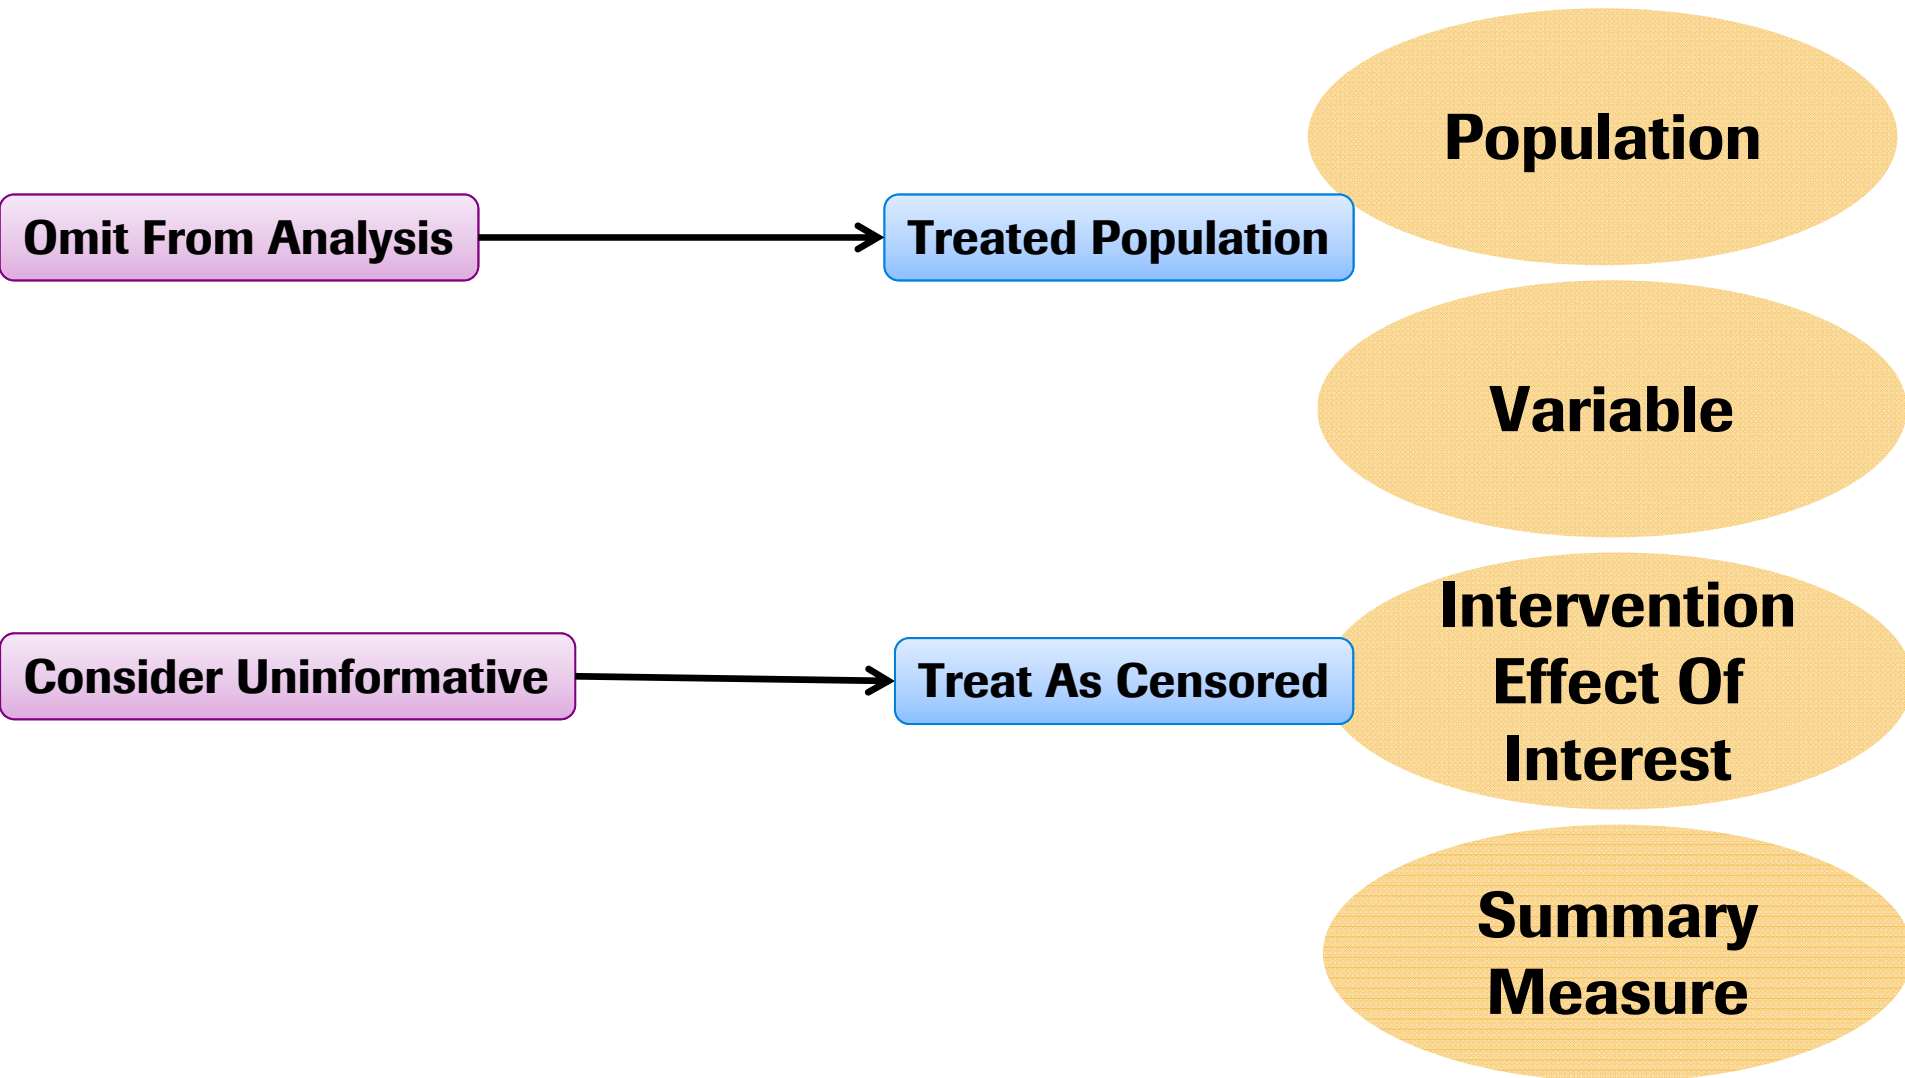 Population
Omit From Analysis
Treated Population
Variable
Intervention
Effect Of
Interest
Consider Uninformative
Treat As Censored
Summary
Measure